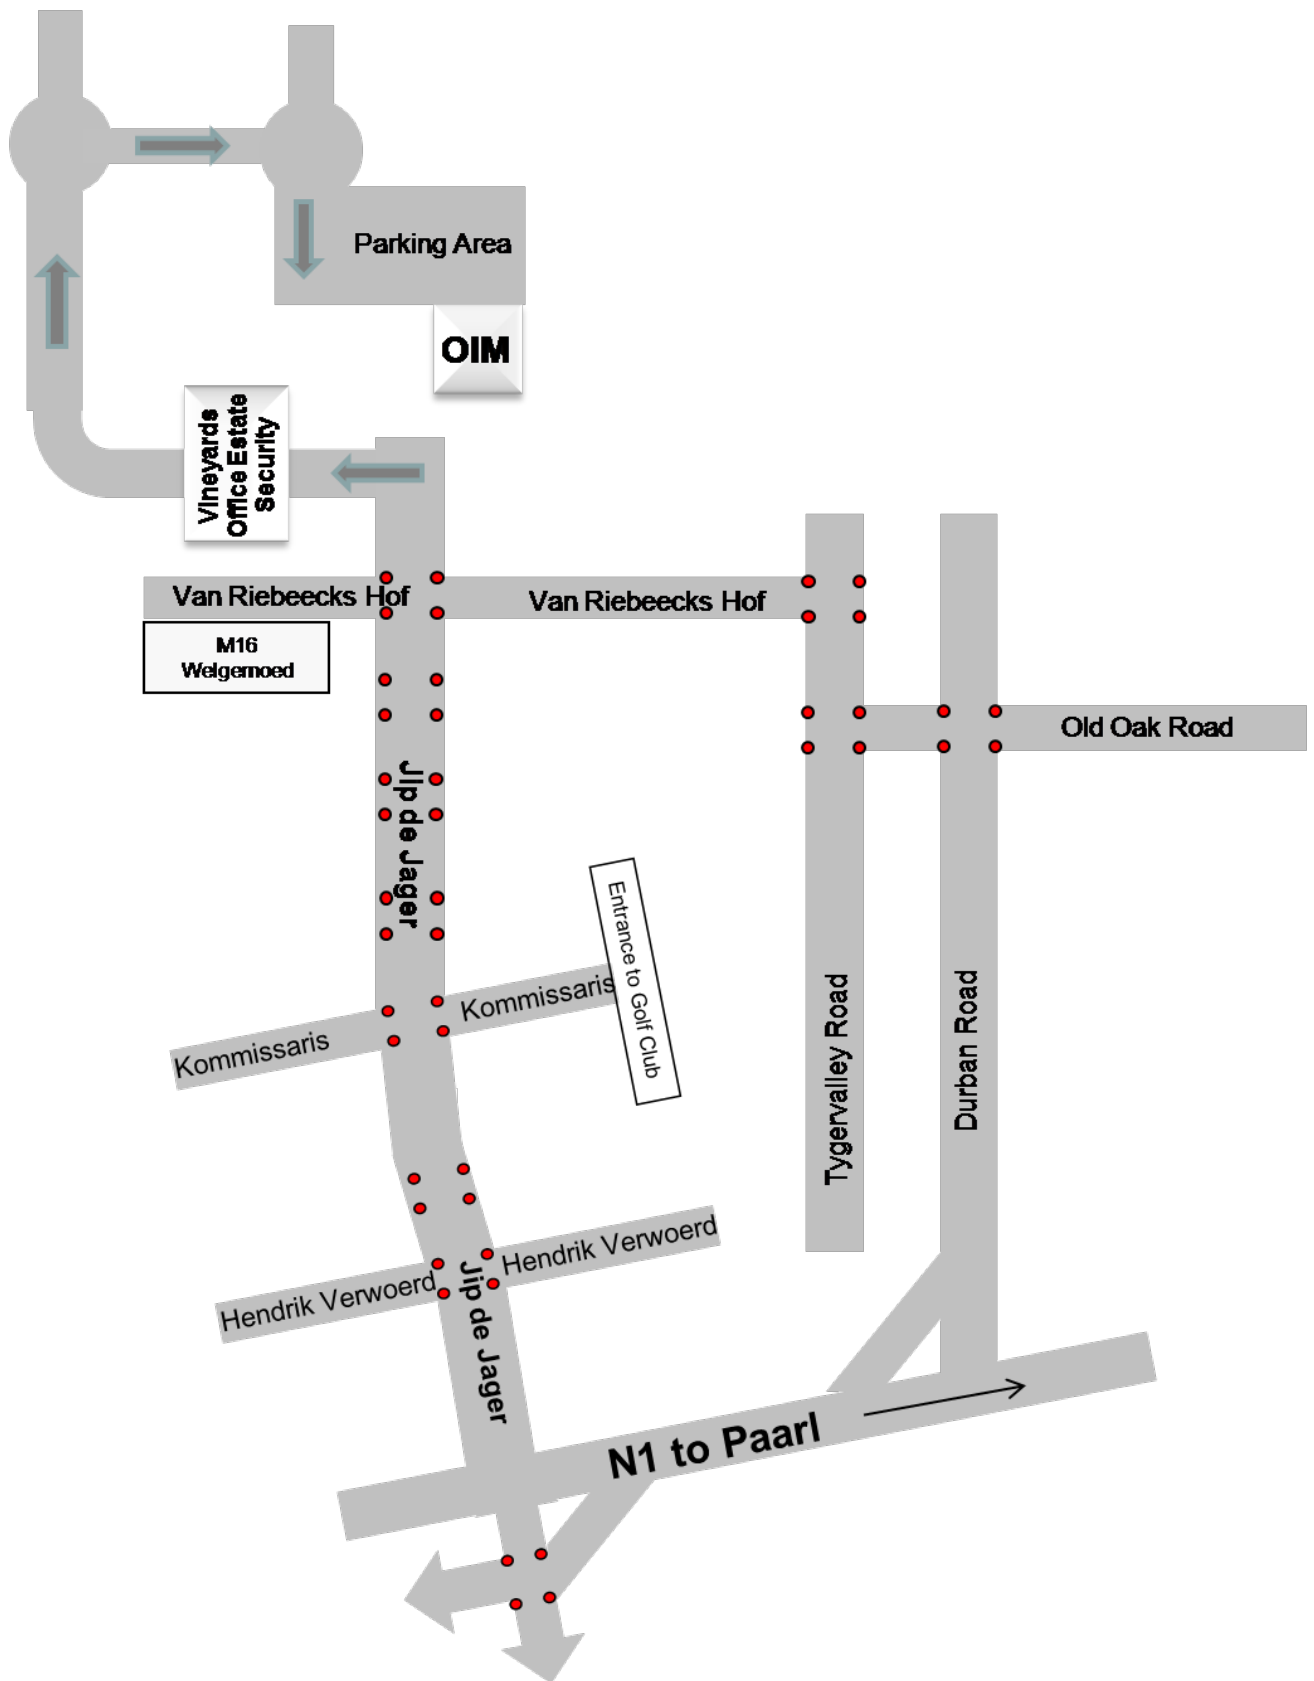 Parking Area
OIM
Vineyards
Office Estate
Security
Van Riebeecks Hof
Van Riebeecks Hof
M16
Welgemoed
Old Oak Road
Jip de Jager
Entrance to Golf Club
Kommissaris
Kommissaris
Tygervalley Road
Durban Road
Hendrik Verwoerd
Hendrik Verwoerd
Jip de Jager
N1 to Paarl